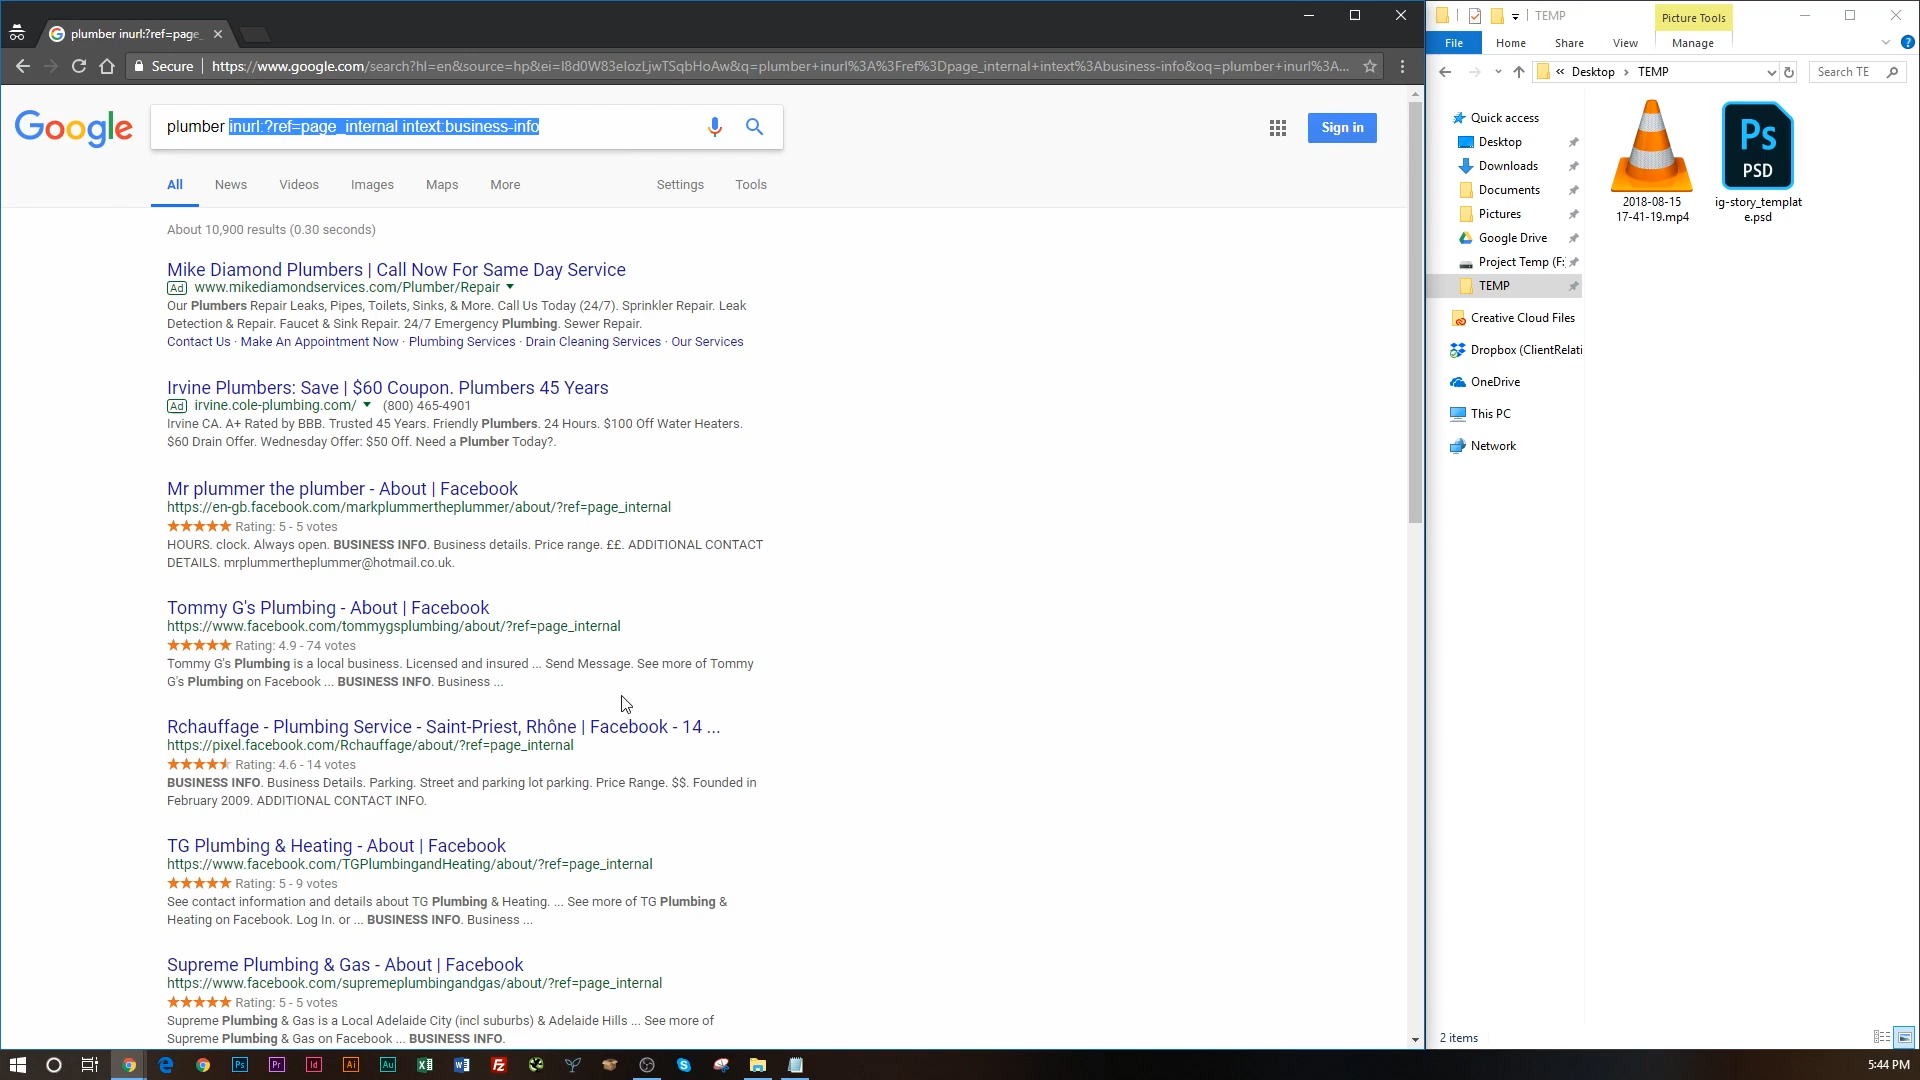 plumber inurl:?ref=page_
Secure
https://www.google.com/search?hl=en&source=hp&ei=I8d0W83eIozLjwTSqbHoAw&q=plumber+inurl%3A%3Fref%3Dpage_internal+intext%3Abusiness-info&oq=plumber+inurl%3A...
Google
plumber inurl:?ref=page_internal intext:business-info
Sign in
All
News
Videos
Images
Maps
More
Settings
Tools
About 10,900 results (0.30 seconds)
Mike Diamond Plumbers | Call Now For Same Day Service
Ad www.mikediamondservices.com/Plumber/Repair
Our Plumbers Repair Leaks, Pipes, Toilets, Sinks, & More. Call Us Today (24/7). Sprinkler Repair. Leak
Detection & Repair. Faucet & Sink Repair. 24/7 Emergency Plumbing. Sewer Repair.
Contact Us · Make An Appointment Now · Plumbing Services · Drain Cleaning Services · Our Services
Irvine Plumbers: Save | $60 Coupon. Plumbers 45 Years
Ad irvine.cole-plumbing.com/ (800) 465-4901
Irvine CA. A+ Rated by BBB. Trusted 45 Years. Friendly Plumbers. 24 Hours. $100 Off Water Heaters.
$60 Drain Offer. Wednesday Offer: $50 Off. Need a Plumber Today?.
Mr plummer the plumber - About | Facebook
https://en-gb.facebook.com/markplummertheplummer/about/?ref=page_internal
Rating: 5 - 5 votes
HOURS. clock. Always open. BUSINESS INFO. Business details. Price range. ££. ADDITIONAL CONTACT
DETAILS. mrplummertheplummer@hotmail.co.uk.
Tommy G's Plumbing - About | Facebook
https://www.facebook.com/tommygsplumbing/about/?ref=page_internal
Rating: 4.9 - 74 votes
Tommy G's Plumbing is a local business. Licensed and insured ... Send Message. See more of Tommy
G's Plumbing on Facebook ... BUSINESS INFO. Business ...
Rchauffage - Plumbing Service - Saint-Priest, Rhône | Facebook - 14 ...
https://pixel.facebook.com/Rchauffage/about/?ref=page_internal
Rating: 4.6 - 14 votes
BUSINESS INFO. Business Details. Parking. Street and parking lot parking. Price Range. $$. Founded in
February 2009. ADDITIONAL CONTACT INFO.
TG Plumbing & Heating - About | Facebook
https://www.facebook.com/TGPlumbingandHeating/about/?ref=page_internal
Rating: 5 - 9 votes
See contact information and details about TG Plumbing & Heating. ... See more of TG Plumbing &
Heating on Facebook. Log In. or ... BUSINESS INFO. Business ...
Supreme Plumbing & Gas - About | Facebook
https://www.facebook.com/supremeplumbingandgas/about/?ref=page_internal
Rating: 5 - 5 votes
Supreme Plumbing & Gas is a Local Adelaide City (incl suburbs) & Adelaide Hills ... See more of
Supreme Plumbing & Gas on Facebook ... BUSINESS INFO.
TEMP
Picture Tools
File
Home
Share
View
Manage
« Desktop › TEMP
Search TE
Quick access
Desktop
Downloads
Documents
Pictures
Google Drive
Project Temp (F:
TEMP
Creative Cloud Files
Dropbox (ClientRelati
OneDrive
This PC
Network
Ps
PSD
2018-08-15
17-41-19.mp4
ig-story_templat
e.psd
2 items
Ps
Pr
Id
Ai
Au
5:44 PM